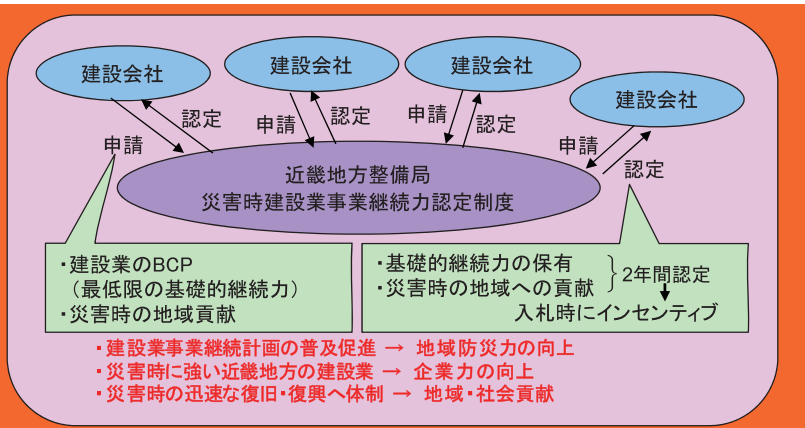 建設会社
建設会社
建設会社
建設会社
申請
認定
申請
認定
申請
認定
申請
認定
近畿地方整備局
災害時建設業事業継続力認定制度
・建設業のBCP
（最低限の基礎的継続力）
・災害時の地域貢献
・基礎的継続力の保有
・災害時の地域への貢献
2年間認定
入札時にインセンティブ
・建設業事業継続計画の普及促進 → 地域防災力の向上
・災害時に強い近畿地方の建設業 → 企業力の向上
・災害時の迅速な復旧・復興へ体制 → 地域・社会貢献